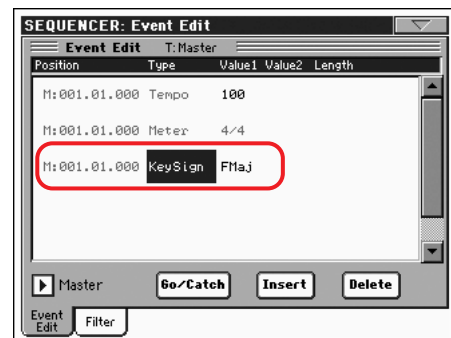 SEQUENCER: Event Edit
Event Edit T: Master
Position Type Value1 Value2 Length
M:001.01.000 Tempo 100
M:001.01.000 Meter 4/4
M:001.01.000 KeySign FMaj
Master Go/Catch Insert Delete
Event Edit Filter